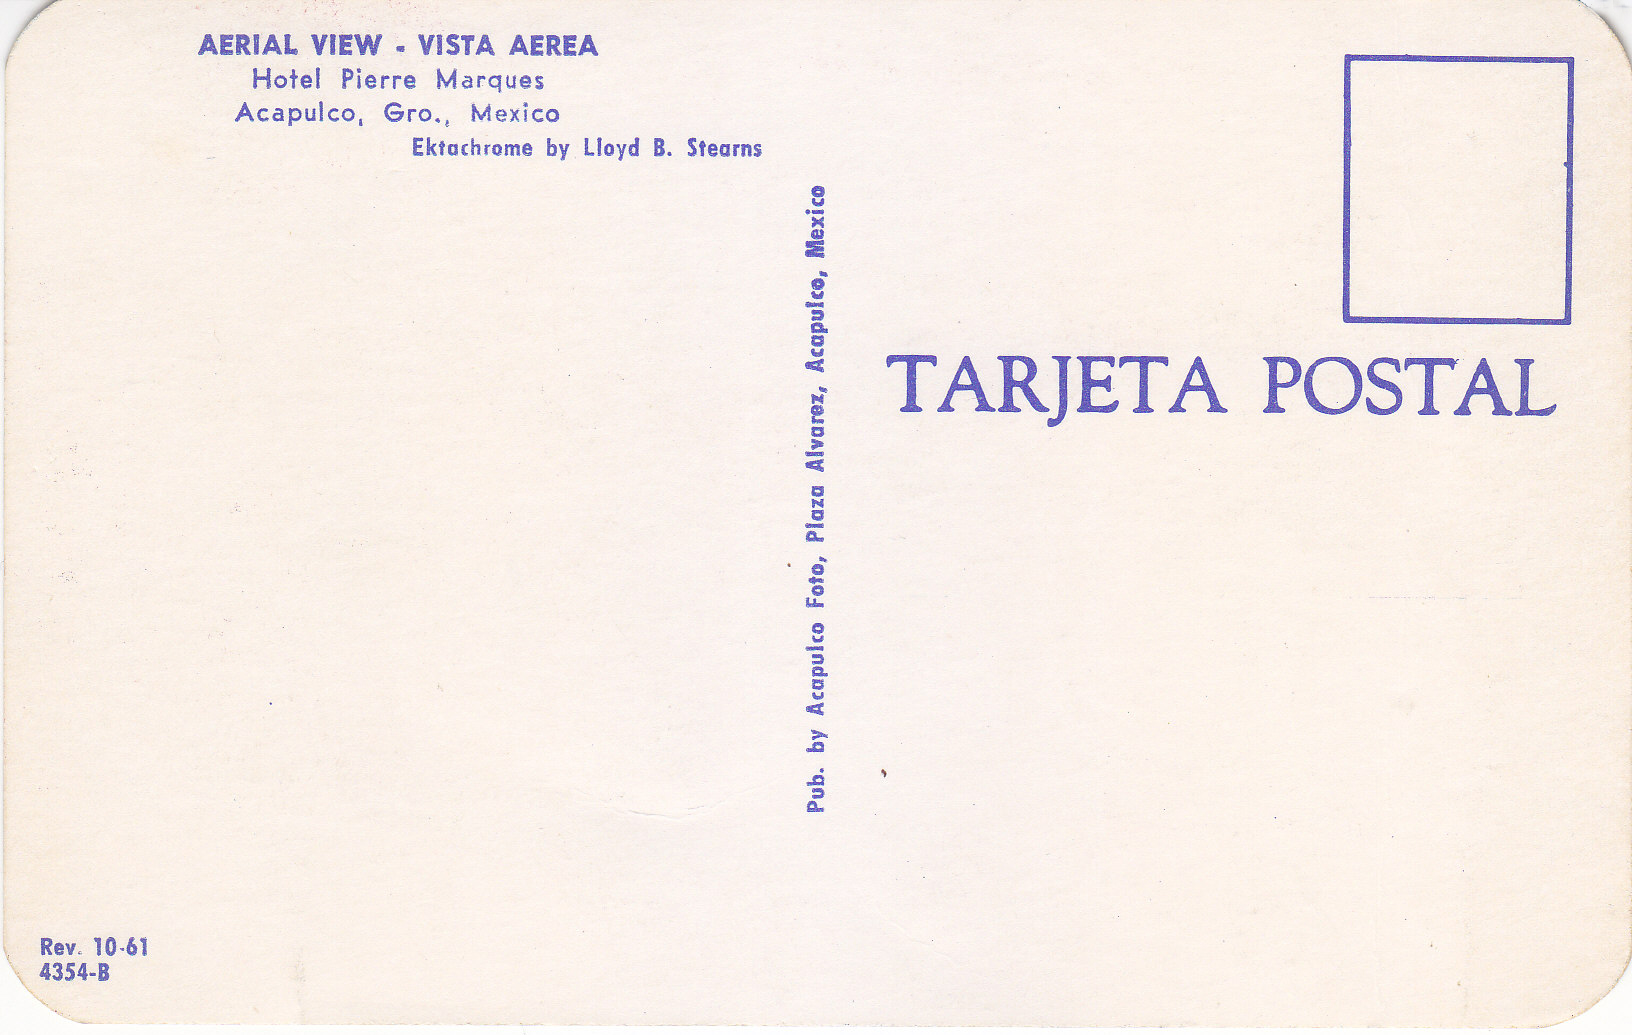 AERIAL VIEW - VISTA AEREA
Hotel Pierre Marques
Acapulco, Gro., Mexico
Ektachrome by Lloyd B. Stearns
Pub. by Acapulco Foto, Plaza Alvarez, Acapulco, Mexico
TARJETA POSTAL
Rev. 10-61
4354-B